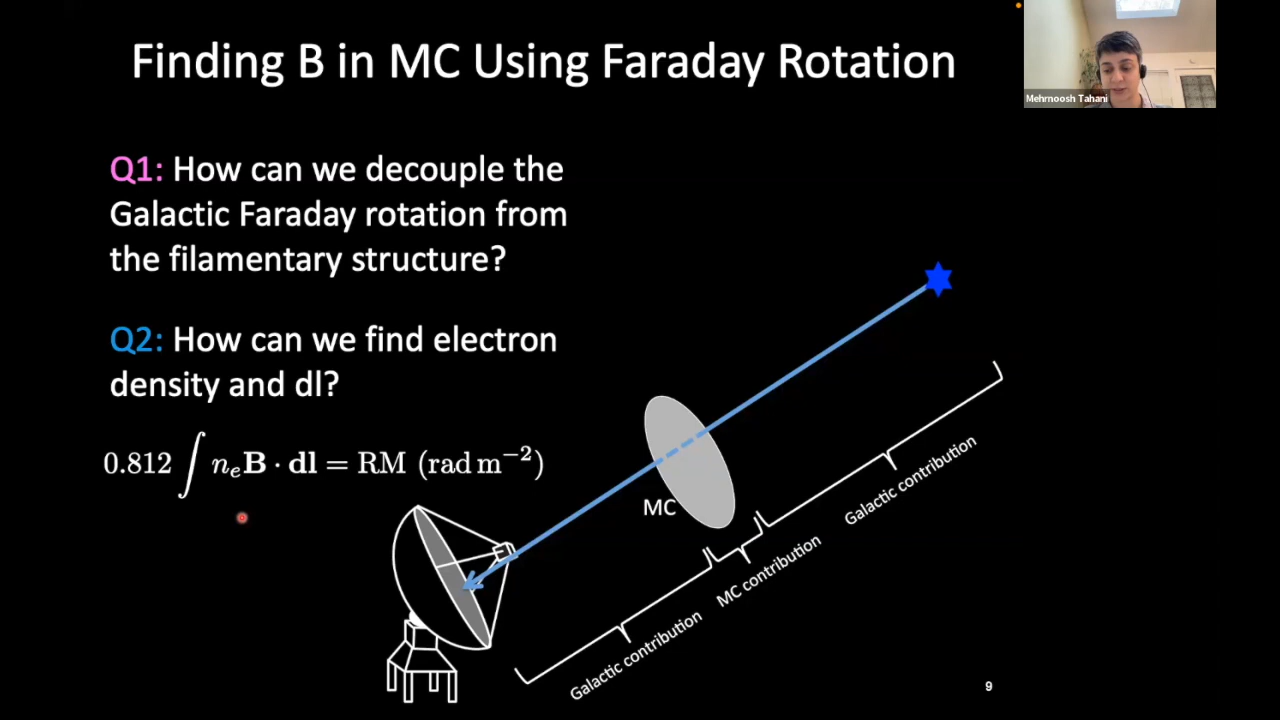 Finding B in MC Using Faraday Rotation
Mehrnoosh Tahani
Q1: How can we decouple the
Galactic Faraday rotation from
the filamentary structure?
Q2: How can we find electron
density and dl?
0.812 ∫ nₑB · dl = RM (rad m⁻²)
MC
Galactic contribution
MC contribution
Galactic contribution
9